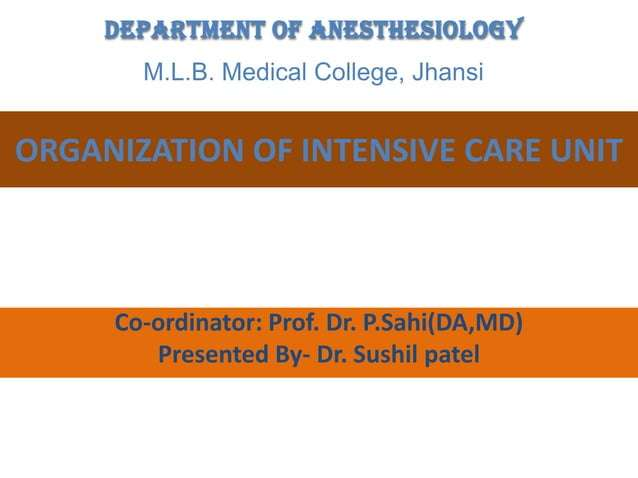 DEPARTMENT OF ANESTHESIOLOGY
M.L.B. Medical College, Jhansi
ORGANIZATION OF INTENSIVE CARE UNIT
Co-ordinator: Prof. Dr. P.Sahi(DA,MD)
Presented By- Dr. Sushil patel